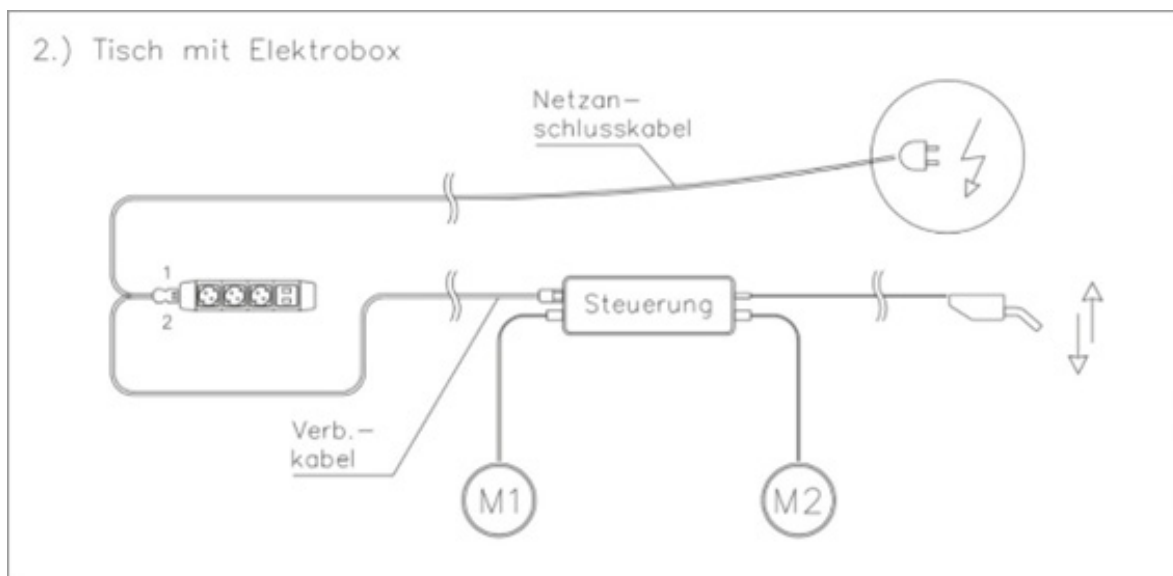 2.) Tisch mit Elektrobox
Netzan-
schlusskabel
1
2
Steuerung
Verb.-
kabel
M1
M2